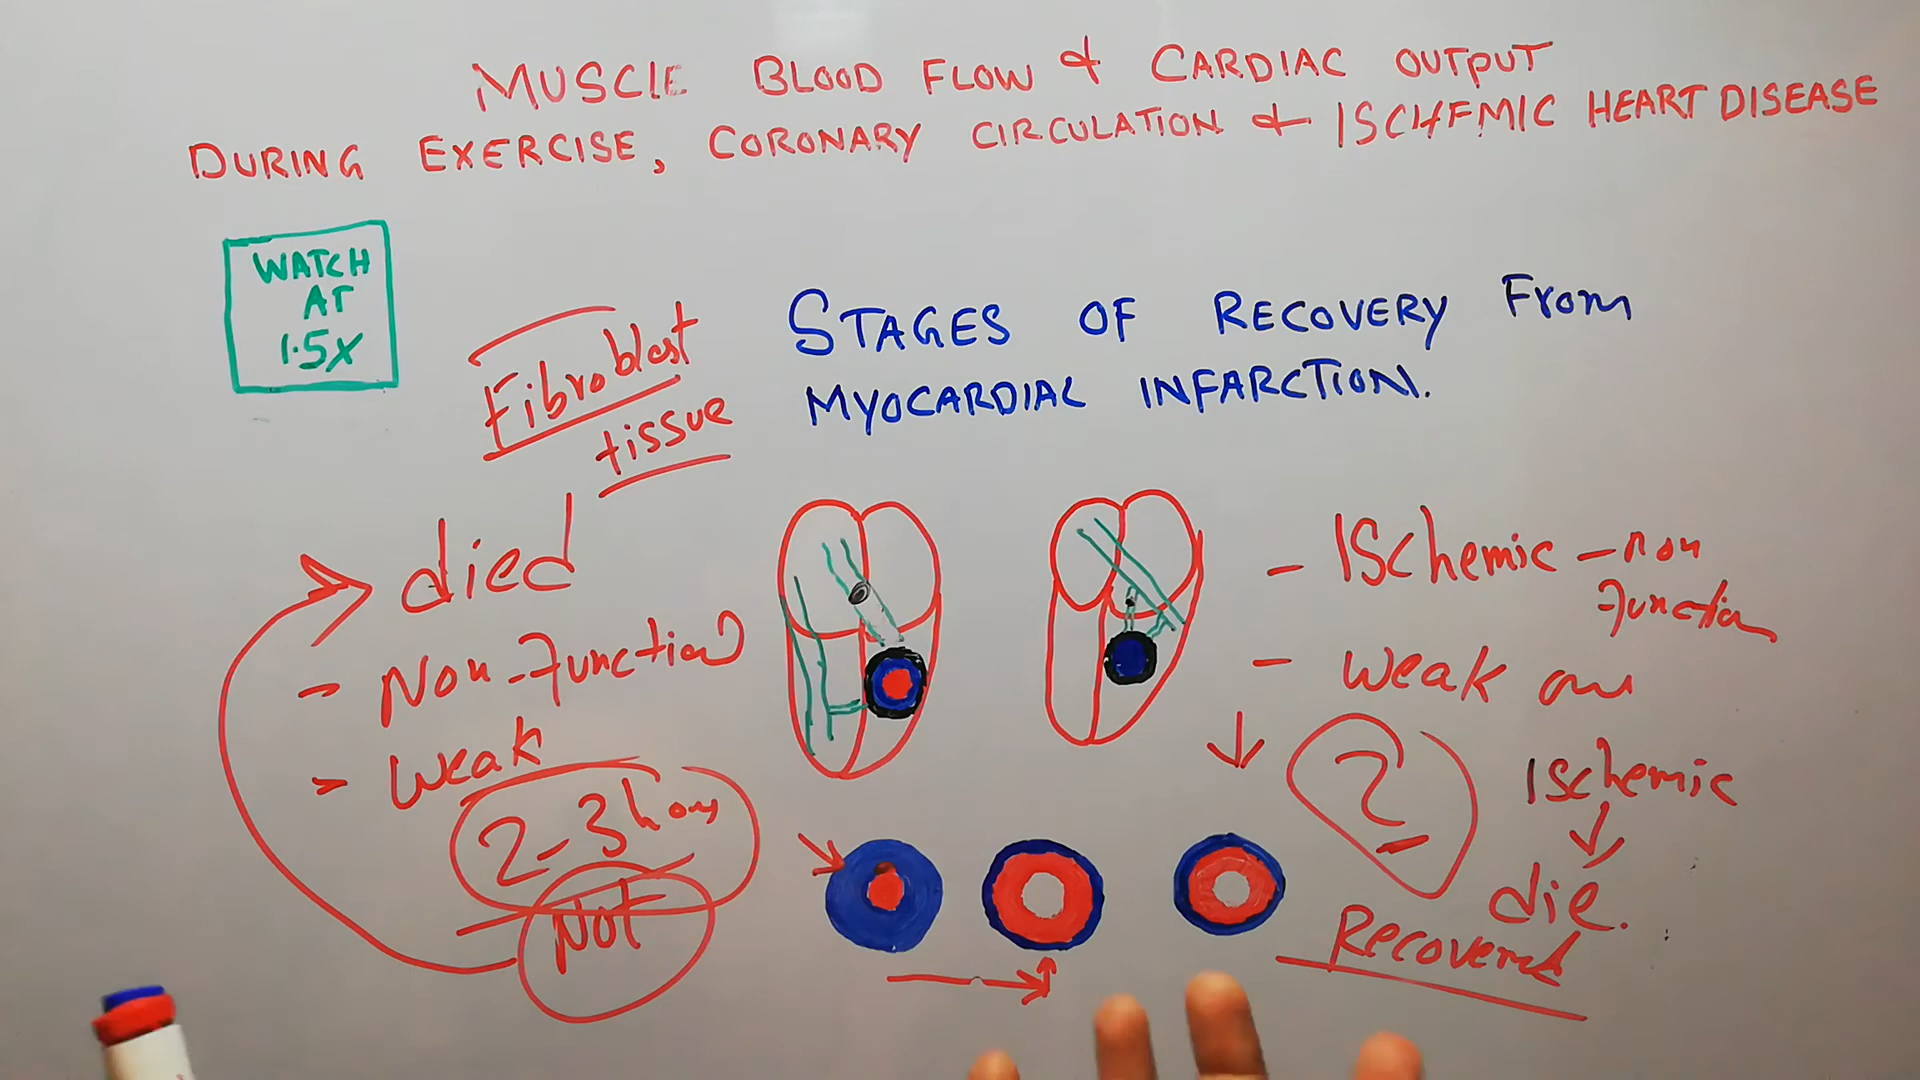 MUSCLE BLOOD FLOW & CARDIAC OUTPUT
DURING EXERCISE, CORONARY CIRCULATION & ISCHEMIC HEART DISEASE
WATCH
AT
1.5X
STAGES OF RECOVERY FROM
MYOCARDIAL INFARCTION.
Fibroblast
tissue
died
- Non-Function
- Weak
2-3 hours
Not
- ISchemic - non
Function
- weak
Ischemic
die.
Recovered